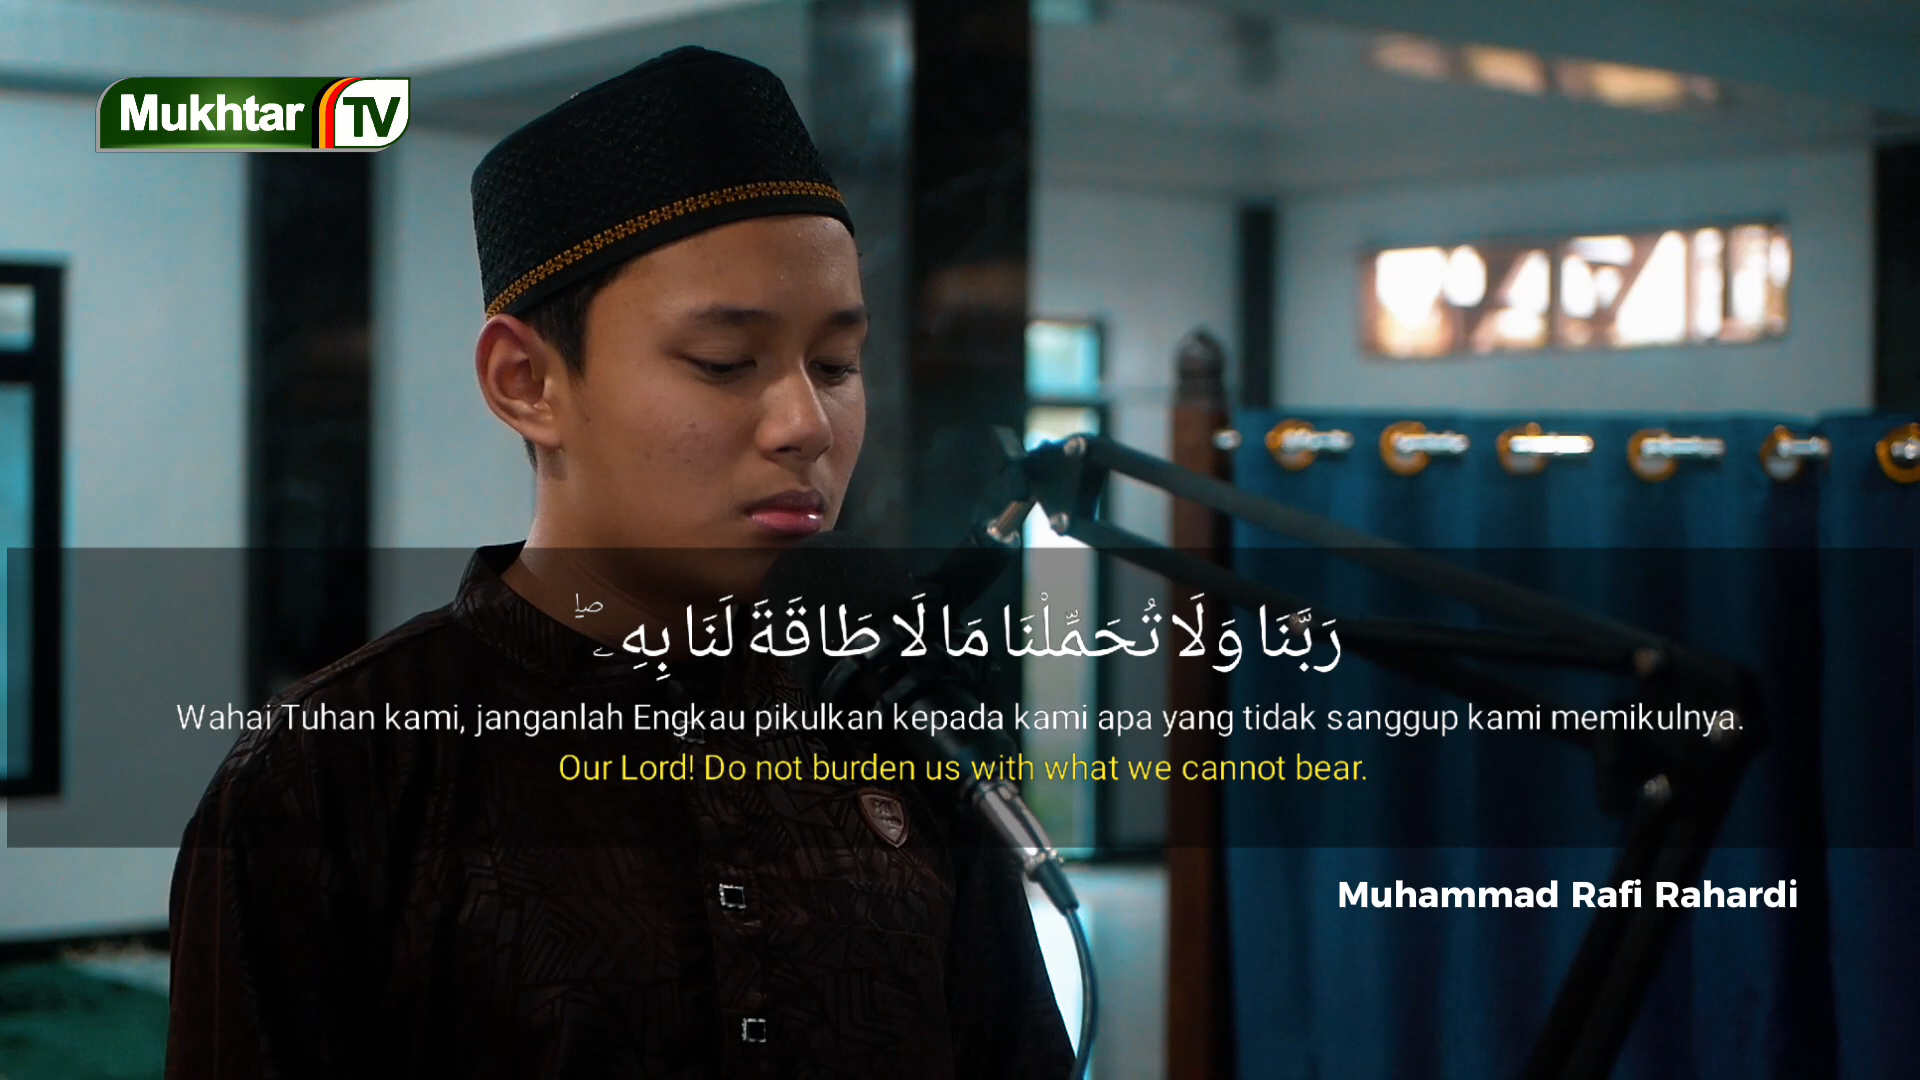 Mukhtar TV
رَبَّنَا وَلَا تُحَمِّلْنَا مَا لَا طَاقَةَ لَنَا بِهِۦ ۖ
Wahai Tuhan kami, janganlah Engkau pikulkan kepada kami apa yang tidak sanggup kami memikulnya.
Our Lord! Do not burden us with what we cannot bear.
Muhammad Rafi Rahardi